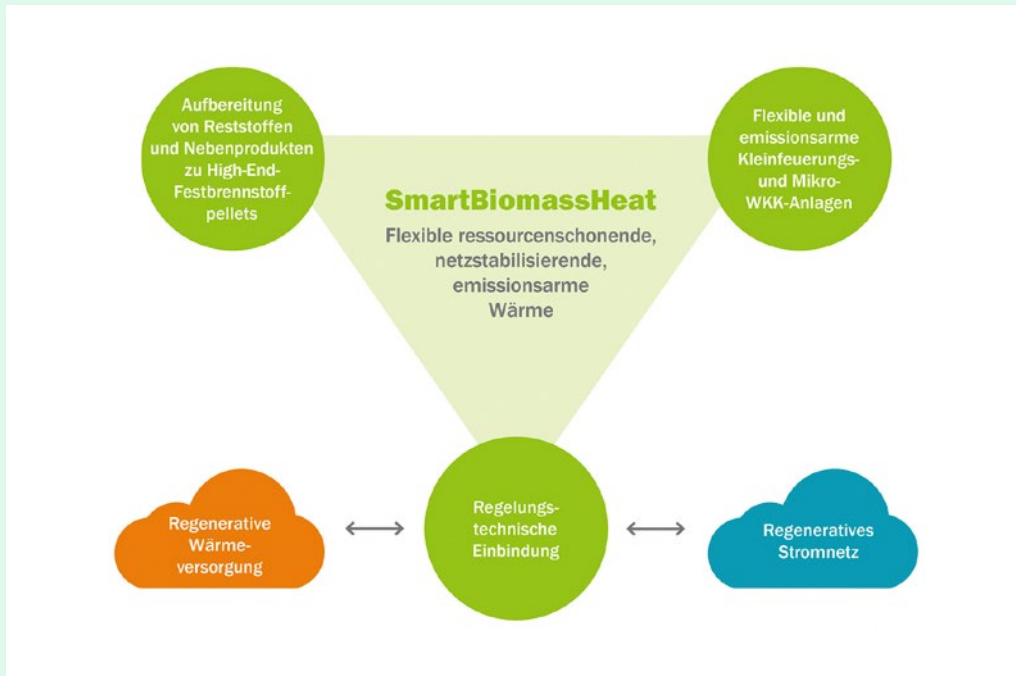 Aufbereitung
von Reststoffen
und Nebenprodukten
zu High-End-
Festbrennstoff-
pellets
Flexible und
emissionsarme
Kleinfeuerungs-
und Mikro-
WKK-Anlagen
SmartBiomassHeat
Flexible ressourcenschonende,
netzstabilisierende,
emissionsarme
Wärme
Regenerative
Wärme-
versorgung
Regelungs-
technische
Einbindung
Regeneratives
Stromnetz